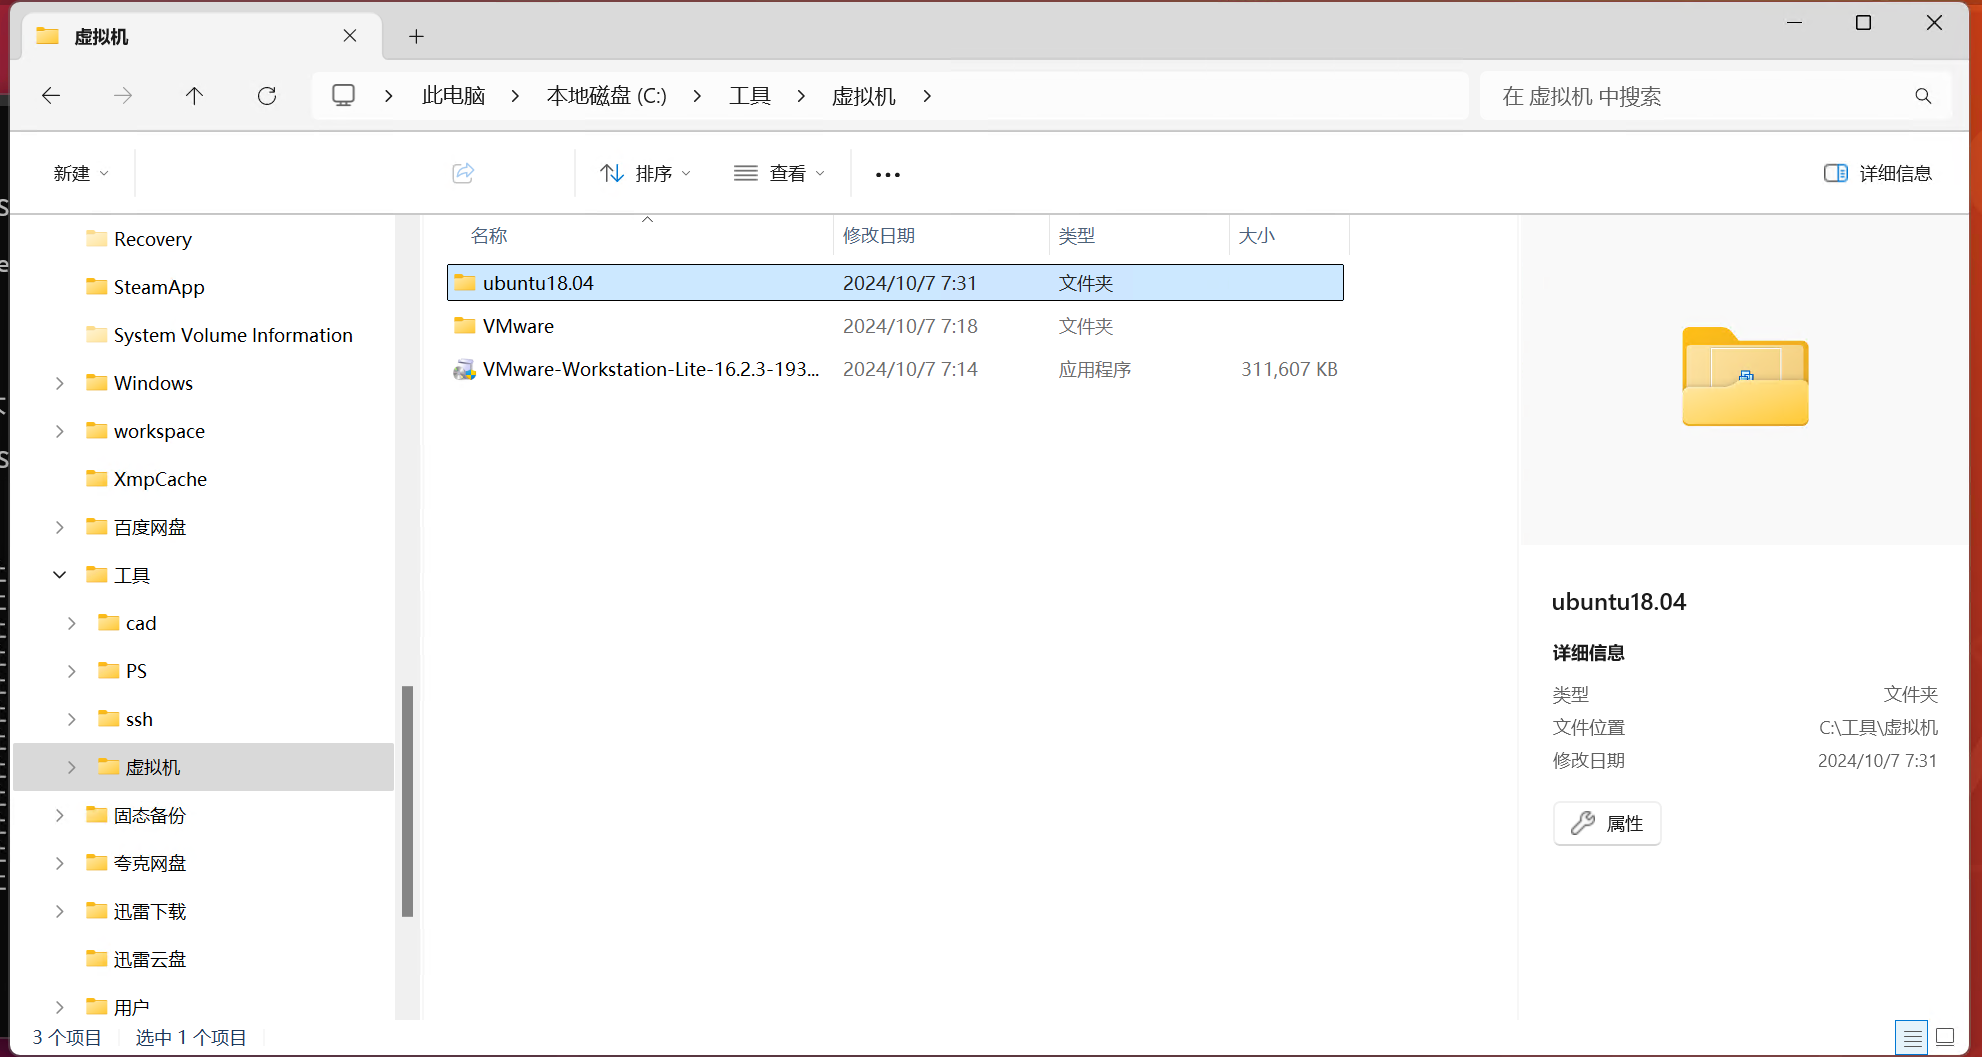 虚拟机
此电脑
本地磁盘 (C:)
工具
虚拟机
在 虚拟机 中搜索
新建
排序
查看
详细信息
Recovery
SteamApp
System Volume Information
Windows
workspace
XmpCache
百度网盘
工具
cad
PS
ssh
虚拟机
固态备份
夸克网盘
迅雷下载
迅雷云盘
用户
名称 修改日期 类型 大小
ubuntu18.04 2024/10/7 7:31 文件夹
VMware 2024/10/7 7:18 文件夹
VMware-Workstation-Lite-16.2.3-193... 2024/10/7 7:14 应用程序 311,607 KB
ubuntu18.04
详细信息
类型 文件夹
文件位置 C:\工具\虚拟机
修改日期 2024/10/7 7:31
属性
3 个项目 选中 1 个项目